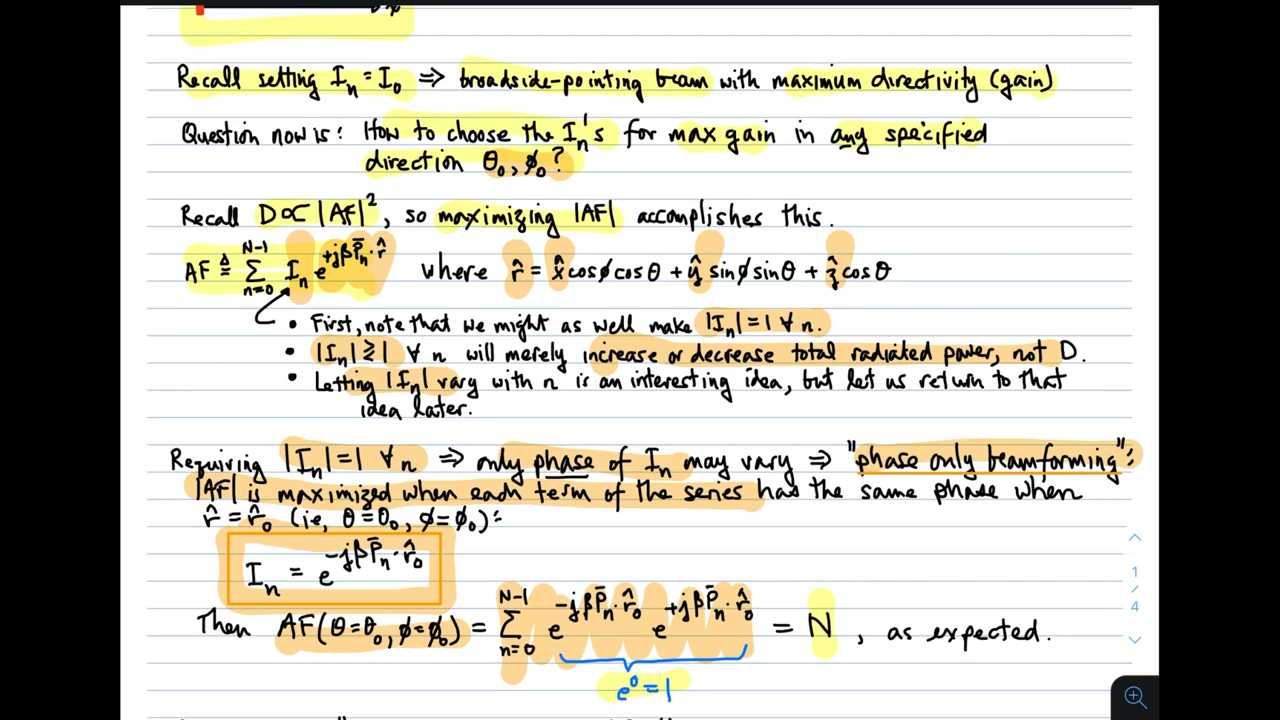 Recall setting Iₙ = I₀ ⇒ broadside-pointing beam with maximum directivity (gain)
Question now is: How to choose the Iₙ's for max gain in any specified
direction θ₀, ϕ₀?
Recall D ∝ |AF|², so maximizing |AF| accomplishes this.
AF ≜ Σ_{n=0}^{N-1} Iₙ e^{+jβp̄ₙ·r̂} where r̂ = x̂ cosϕ cosθ + ŷ sinϕ sinθ + ẑ cosθ
• First, note that we might as well make |Iₙ| = 1 ∀ n.
• |Iₙ| ≷ 1 ∀ n will merely increase or decrease total radiated power, not D.
• Letting |Iₙ| vary with n is an interesting idea, but let us return to that
idea later.
Requiring |Iₙ| = 1 ∀ n ⇒ only phase of Iₙ may vary ⇒ "phase only beamforming":
|AF| is maximized when each term of the series has the same phase when
r̂ = r̂₀ (ie, θ = θ₀, ϕ = ϕ₀):
Iₙ = e^{-jβp̄ₙ·r̂₀}
Then AF(θ=θ₀, ϕ=ϕ₀) = Σ_{n=0}^{N-1} e^{-jβp̄ₙ·r̂₀} e^{+jβp̄ₙ·r̂₀} = N, as expected.
e⁰ = 1
1
/
4